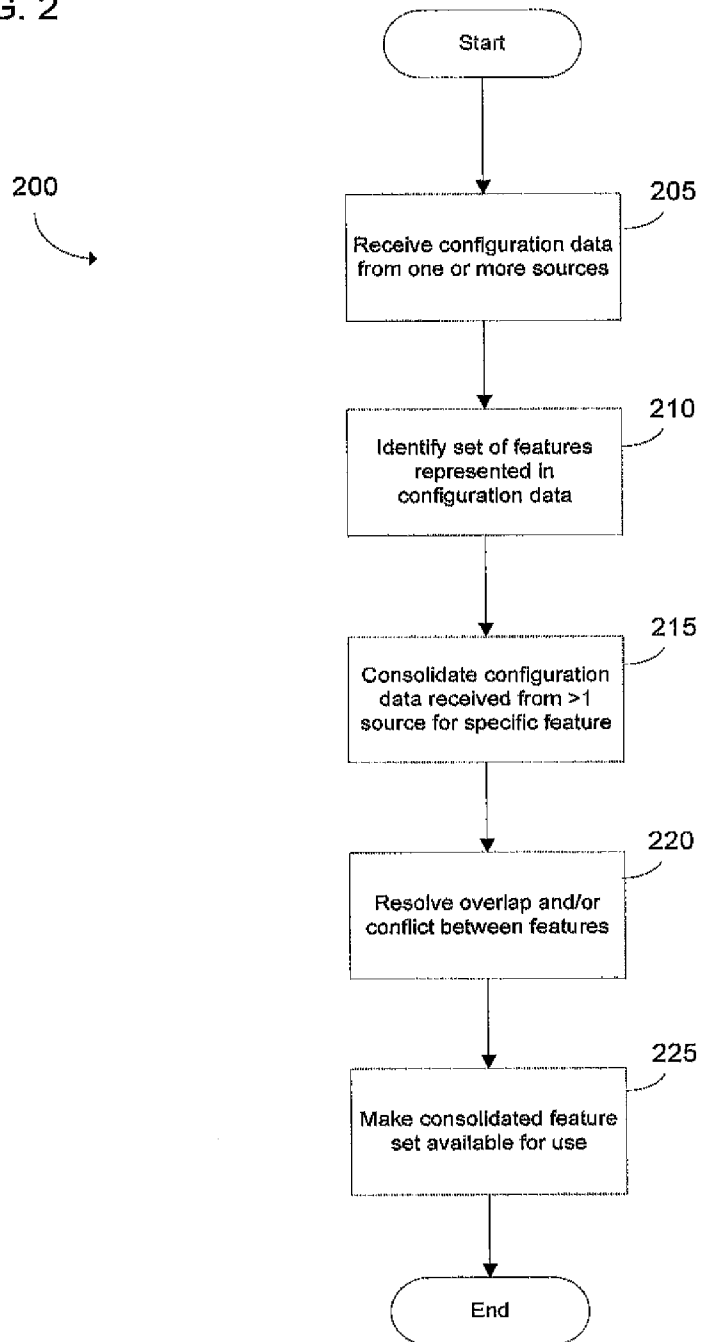 G. 2
Start
200
205
Receive configuration data
from one or more sources
210
Identify set of features
represented in
configuration data
215
Consolidate configuration
data received from >1
source for specific feature
220
Resolve overlap and/or
conflict between features
225
Make consolidated feature
set available for use
End